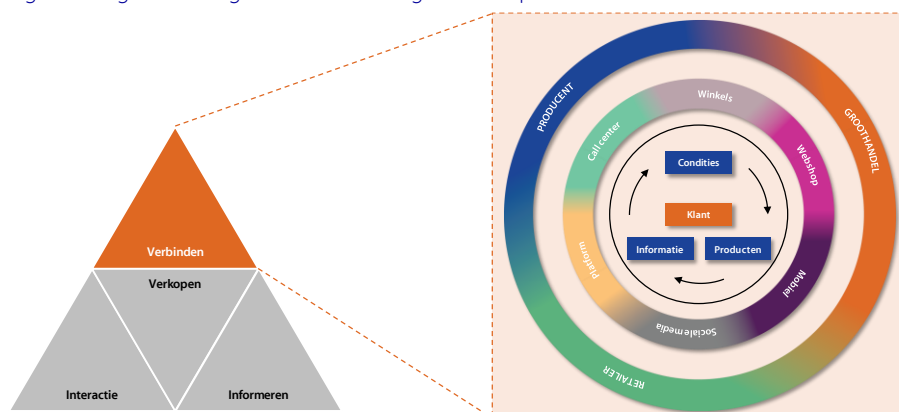 Verbinden
Verkopen
Interactie
Informeren
PRODUCENT
GROOTHANDEL
RETAILER
Winkels
Call center
Webshop
Platform
Mobiel
Sociale media
Condities
Klant
Informatie
Producten